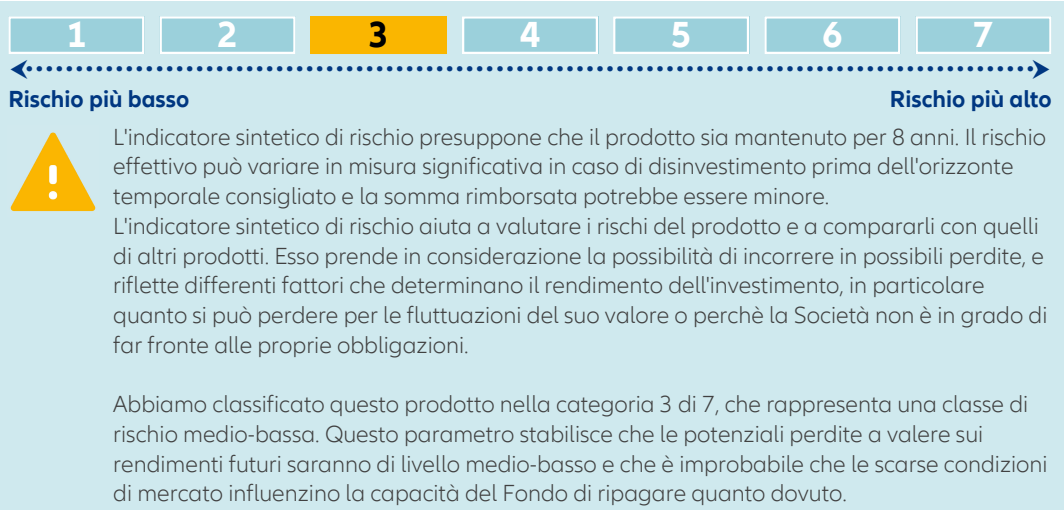 1 2 3 4 5 6 7
Rischio più basso Rischio più alto
L'indicatore sintetico di rischio presuppone che il prodotto sia mantenuto per 8 anni. Il rischio
effettivo può variare in misura significativa in caso di disinvestimento prima dell'orizzonte
temporale consigliato e la somma rimborsata potrebbe essere minore.
L'indicatore sintetico di rischio aiuta a valutare i rischi del prodotto e a compararli con quelli
di altri prodotti. Esso prende in considerazione la possibilità di incorrere in possibili perdite, e
riflette differenti fattori che determinano il rendimento dell'investimento, in particolare
quanto si può perdere per le fluttuazioni del suo valore o perchè la Società non è in grado di
far fronte alle proprie obbligazioni.
Abbiamo classificato questo prodotto nella categoria 3 di 7, che rappresenta una classe di
rischio medio-bassa. Questo parametro stabilisce che le potenziali perdite a valere sui
rendimenti futuri saranno di livello medio-basso e che è improbabile che le scarse condizioni
di mercato influenzino la capacità del Fondo di ripagare quanto dovuto.